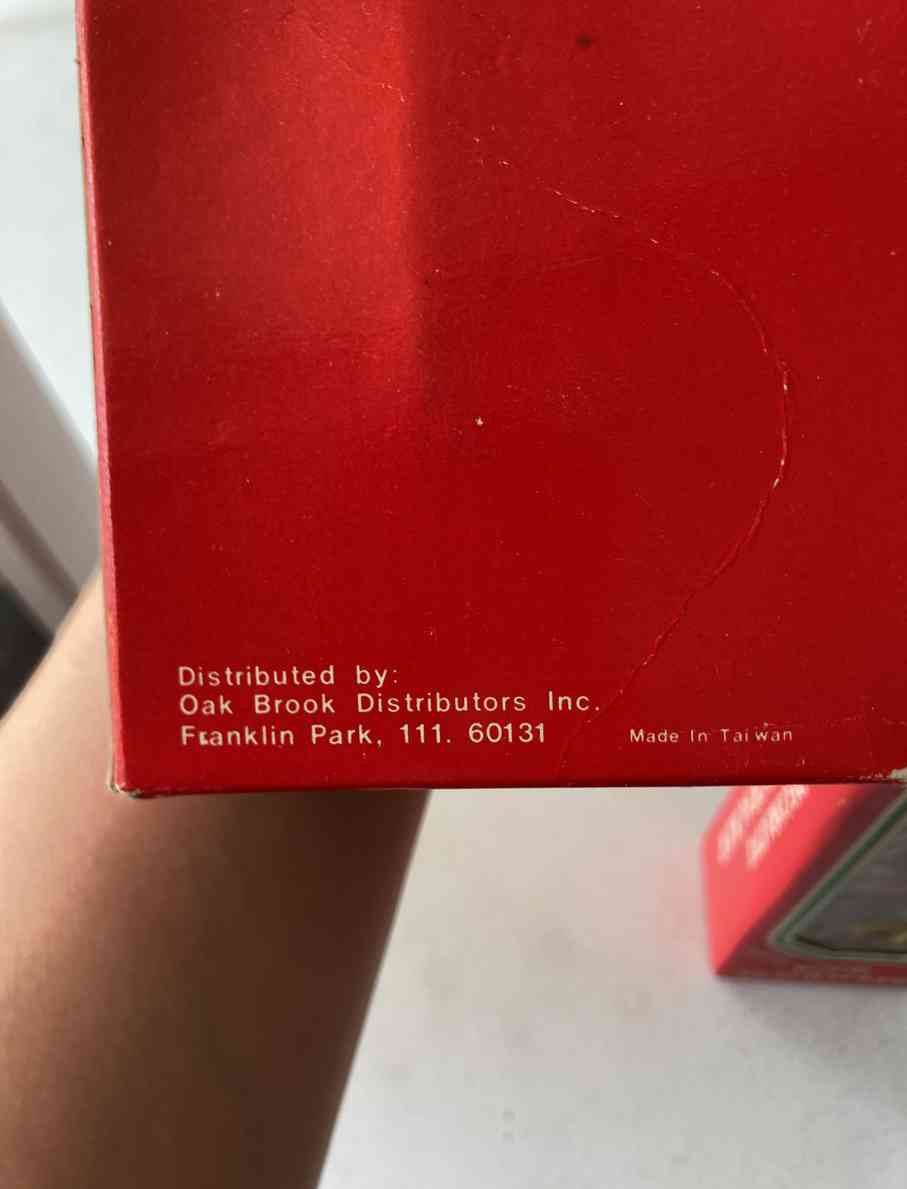 Distributed by:
Oak Brook Distributors Inc.
Franklin Park, 111. 60131
Made In Taiwan